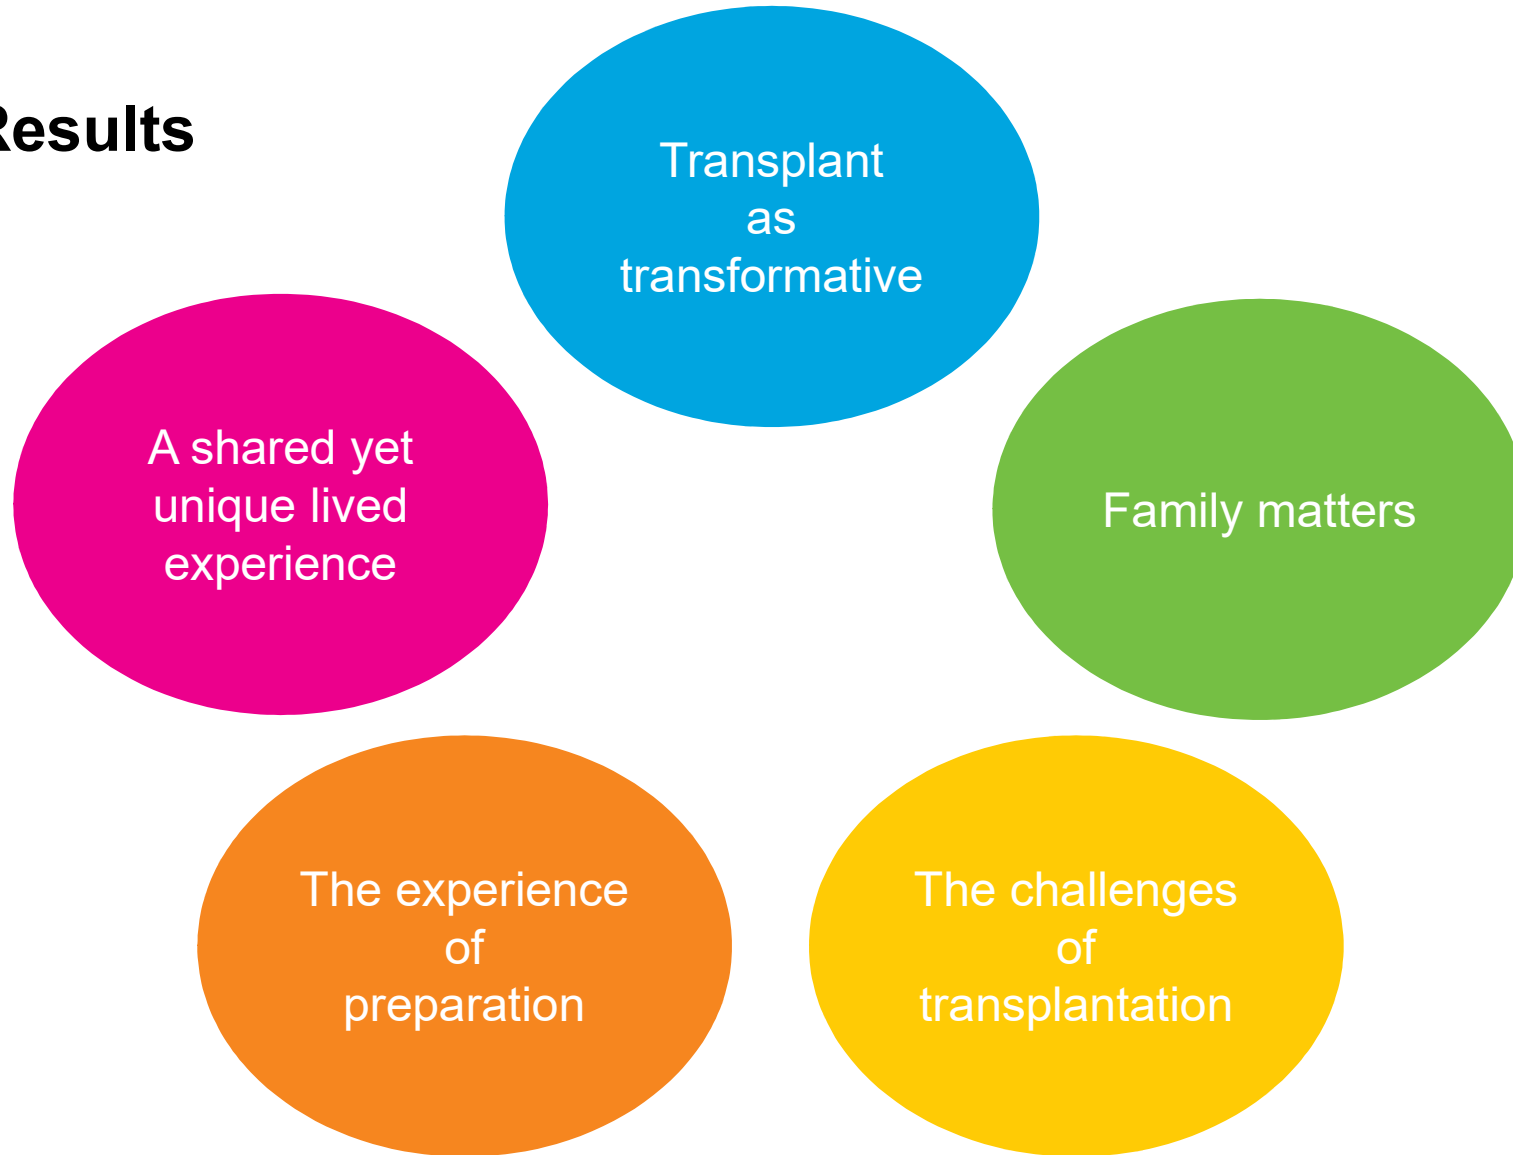 Results
Transplant
as
transformative
A shared yet
unique lived
experience
Family matters
The experience
of
preparation
The challenges
of
transplantation